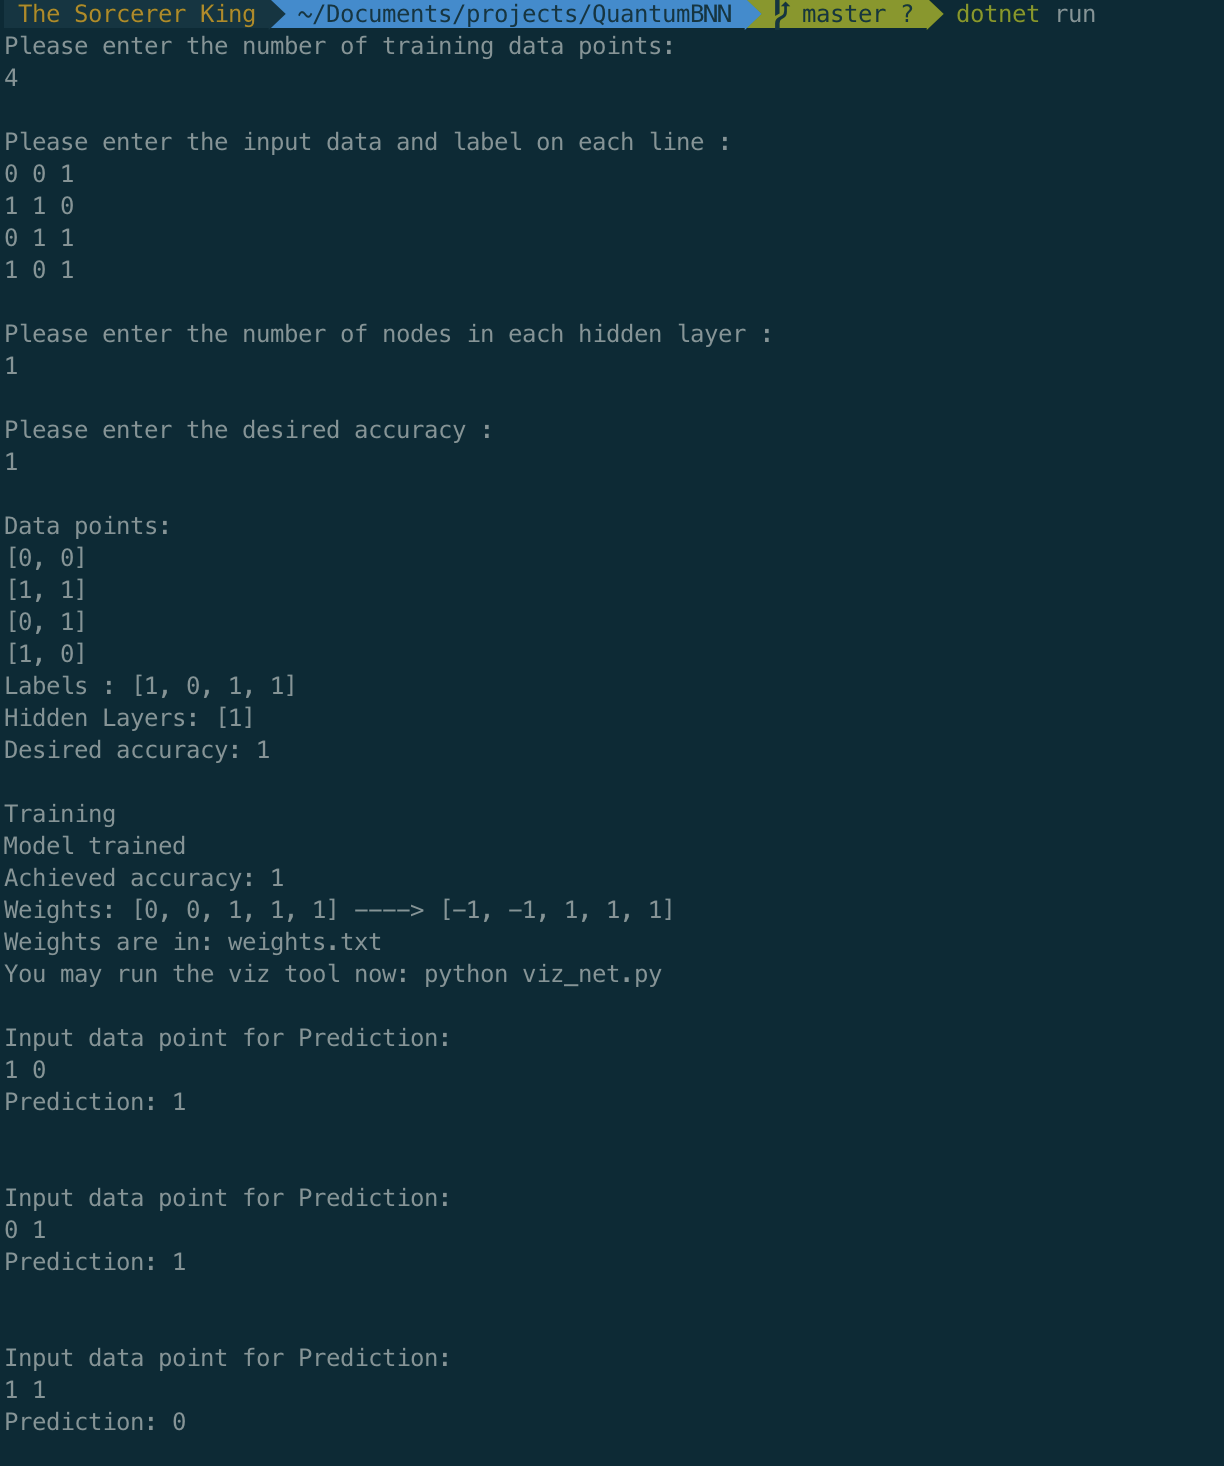 The Sorcerer King ~/Documents/projects/QuantumBNN master ? dotnet run
Please enter the number of training data points:
4
Please enter the input data and label on each line :
0 0 1
1 1 0
0 1 1
1 0 1
Please enter the number of nodes in each hidden layer :
1
Please enter the desired accuracy :
1
Data points:
[0, 0]
[1, 1]
[0, 1]
[1, 0]
Labels : [1, 0, 1, 1]
Hidden Layers: [1]
Desired accuracy: 1
Training
Model trained
Achieved accuracy: 1
Weights: [0, 0, 1, 1, 1] ----> [-1, -1, 1, 1, 1]
Weights are in: weights.txt
You may run the viz tool now: python viz_net.py
Input data point for Prediction:
1 0
Prediction: 1
Input data point for Prediction:
0 1
Prediction: 1
Input data point for Prediction:
1 1
Prediction: 0